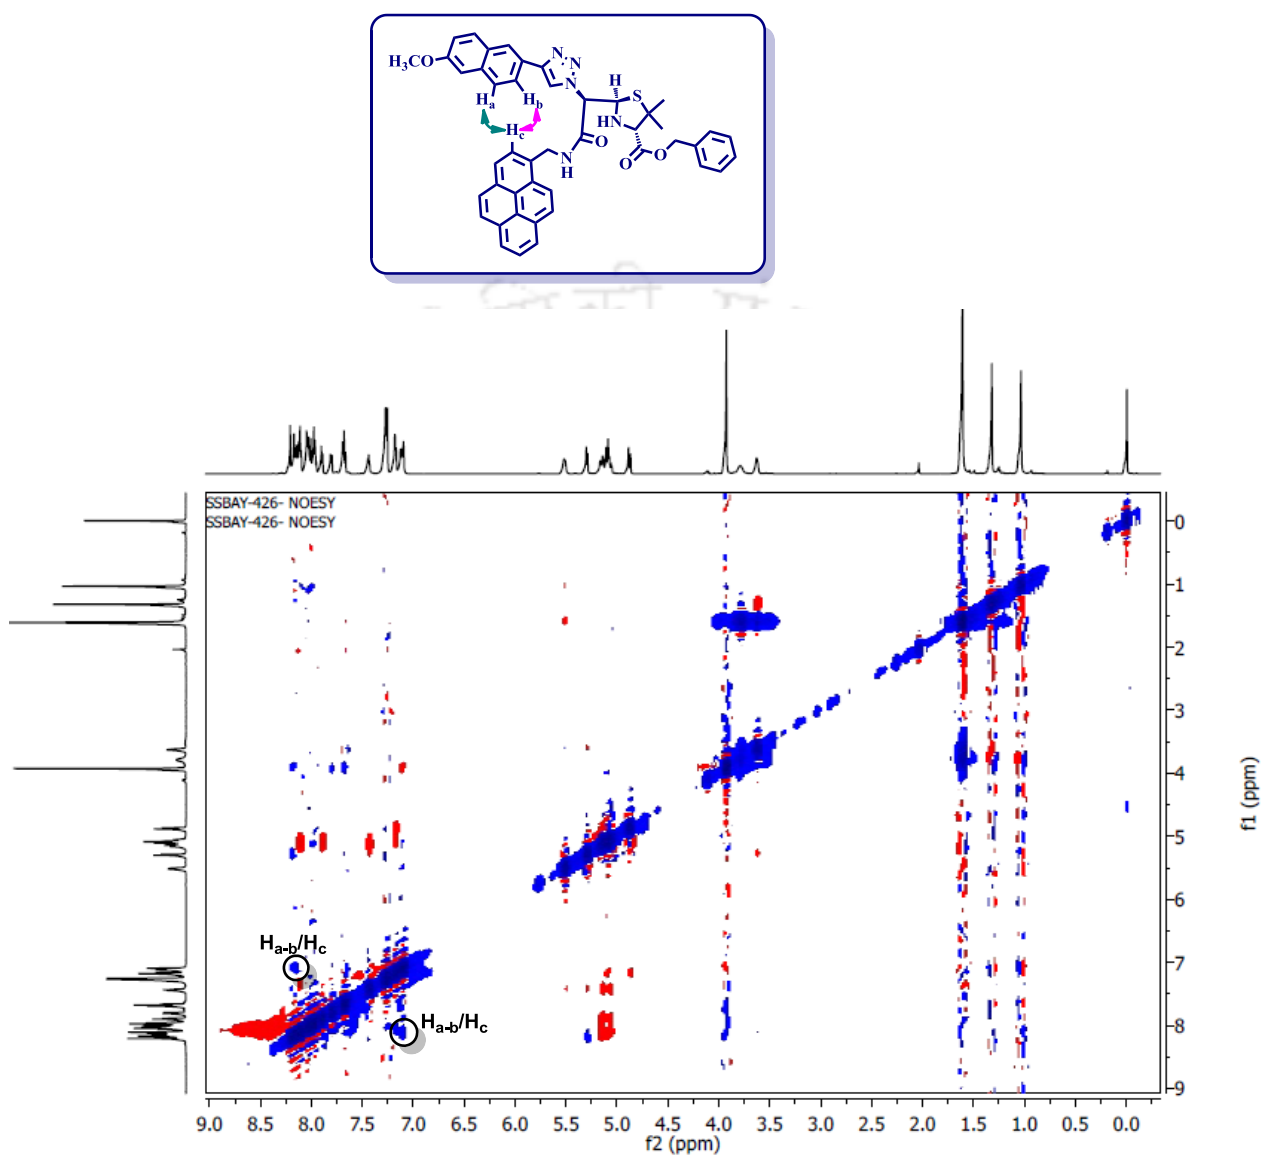 H₃CO
N
N
N
Hₐ
H_b
H_c
H
S
HN
O
O
O
N
H
SSBAY-426- NOESY
SSBAY-426- NOESY
Hₐ₋b/Hc
Hₐ₋b/Hc
0
1
2
3
4
5
6
7
8
9
f1 (ppm)
9.0 8.5 8.0 7.5 7.0 6.5 6.0 5.5 5.0 4.5 4.0 3.5 3.0 2.5 2.0 1.5 1.0 0.5 0.0
f2 (ppm)